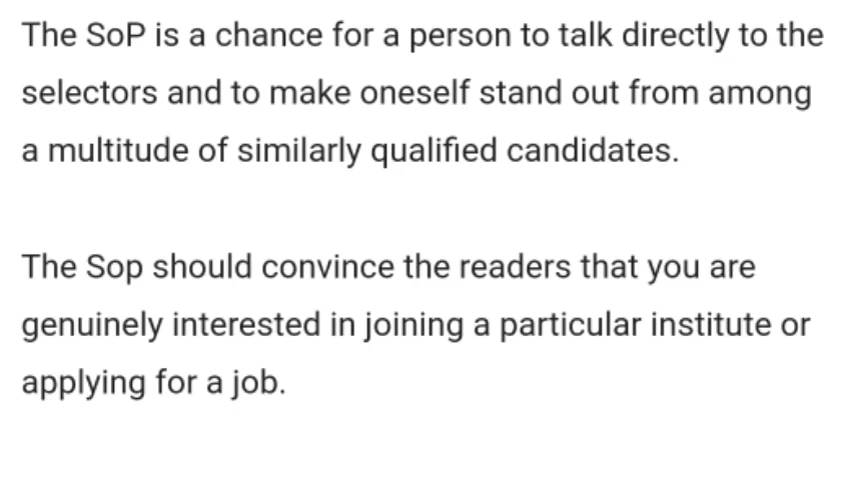 The SoP is a chance for a person to talk directly to the
selectors and to make oneself stand out from among
a multitude of similarly qualified candidates.
The Sop should convince the readers that you are
genuinely interested in joining a particular institute or
applying for a job.